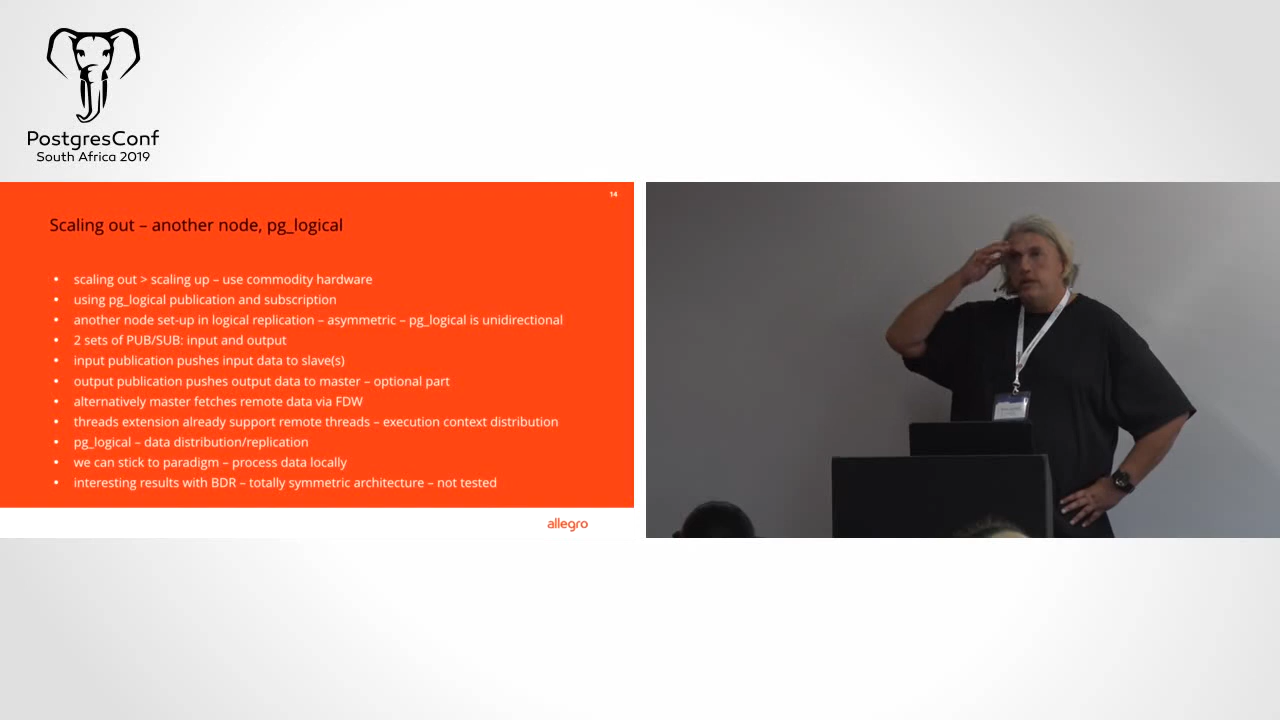 PostgresConf
South Africa 2019
14
Scaling out – another node, pg_logical
• scaling out > scaling up – use commodity hardware
• using pg_logical publication and subscription
• another node set-up in logical replication – asymmetric – pg_logical is unidirectional
• 2 sets of PUB/SUB: input and output
• input publication pushes input data to slave(s)
• output publication pushes output data to master – optional part
• alternatively master fetches remote data via FDW
• threads extension already support remote threads – execution context distribution
• pg_logical – data distribution/replication
• we can stick to paradigm – process data locally
• interesting results with BDR – totally symmetric architecture – not tested
allegro